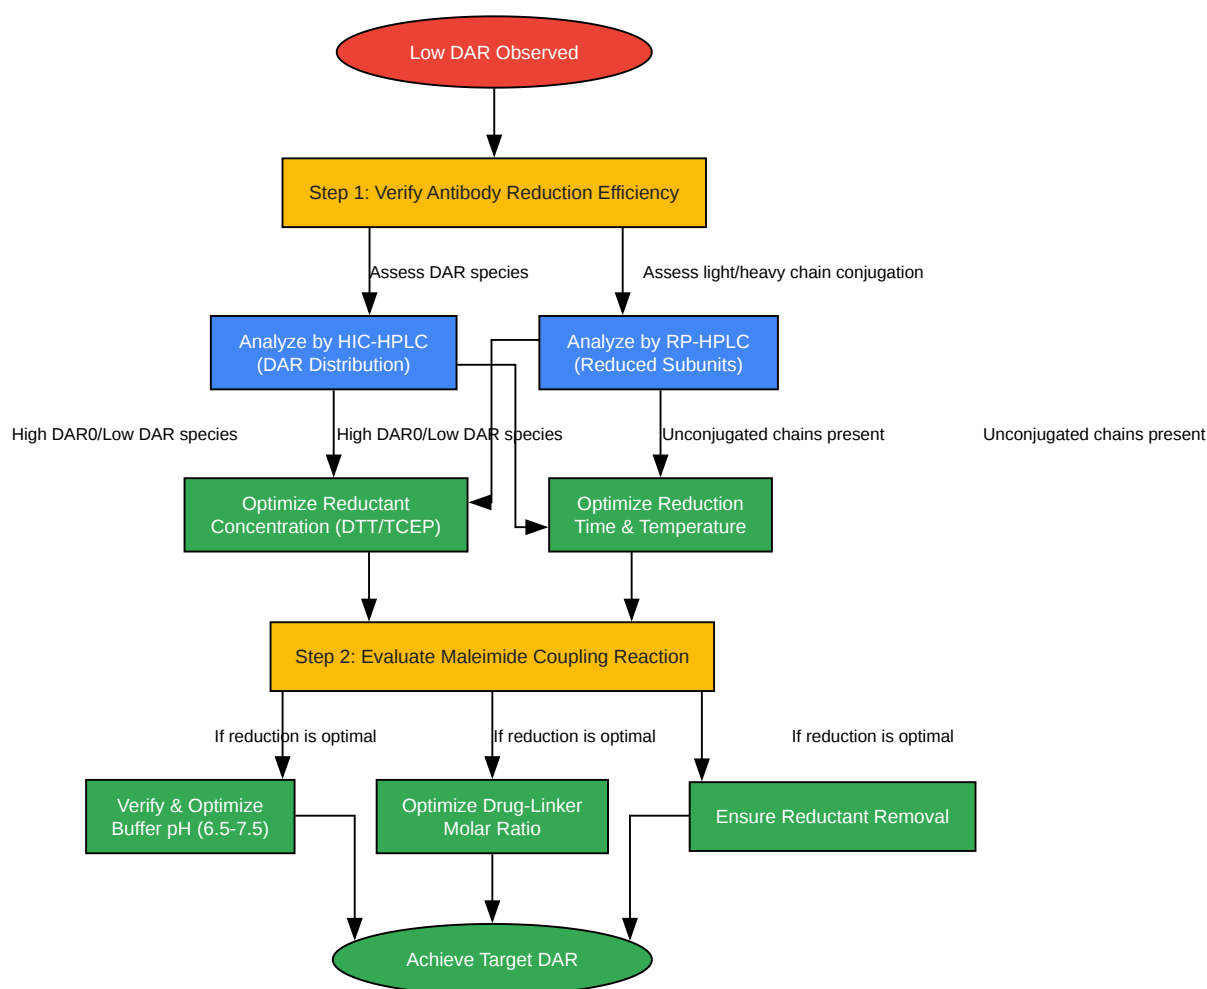 Low DAR Observed
Step 1: Verify Antibody Reduction Efficiency
Assess DAR species
Assess light/heavy chain conjugation
Analyze by HIC-HPLC
(DAR Distribution)
Analyze by RP-HPLC
(Reduced Subunits)
High DAR0/Low DAR species
High DAR0/Low DAR species
Unconjugated chains present
Unconjugated chains present
Optimize Reductant
Concentration (DTT/TCEP)
Optimize Reduction
Time & Temperature
Step 2: Evaluate Maleimide Coupling Reaction
If reduction is optimal
If reduction is optimal
If reduction is optimal
Verify & Optimize
Buffer pH (6.5-7.5)
Optimize Drug-Linker
Molar Ratio
Ensure Reductant Removal
Achieve Target DAR